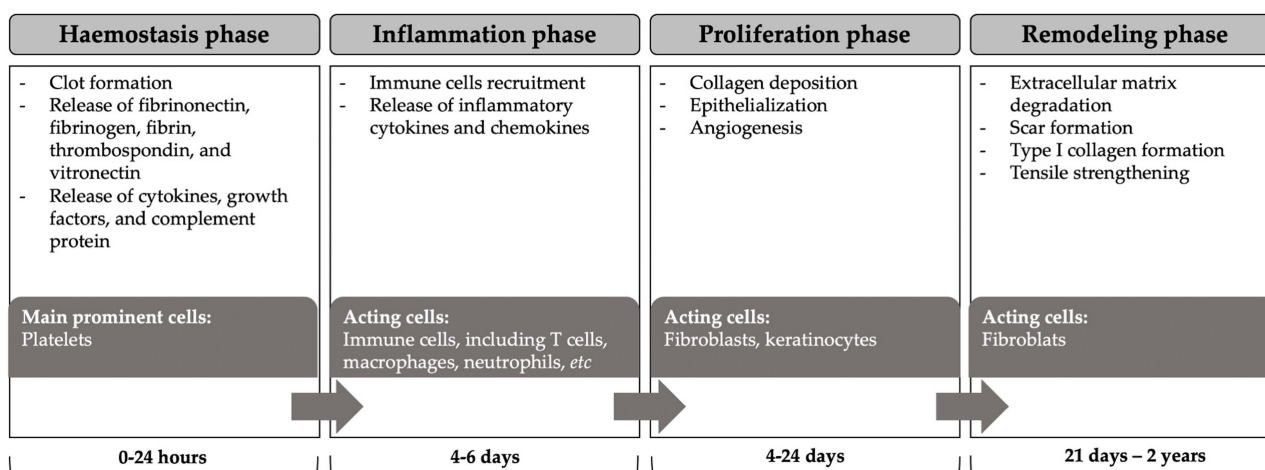 Haemostasis phase
- Clot formation
- Release of fibrinonectin,
fibrinogen, fibrin,
thrombospondin, and
vitronectin
- Release of cytokines, growth
factors, and complement
protein
Main prominent cells:
Platelets
0-24 hours
Inflammation phase
- Immune cells recruitment
- Release of inflammatory
cytokines and chemokines
Acting cells:
Immune cells, including T cells,
macrophages, neutrophils, etc
4-6 days
Proliferation phase
- Collagen deposition
- Epithelialization
- Angiogenesis
Acting cells:
Fibroblasts, keratinocytes
4-24 days
Remodeling phase
- Extracellular matrix
degradation
- Scar formation
- Type I collagen formation
- Tensile strengthening
Acting cells:
Fibroblats
21 days – 2 years